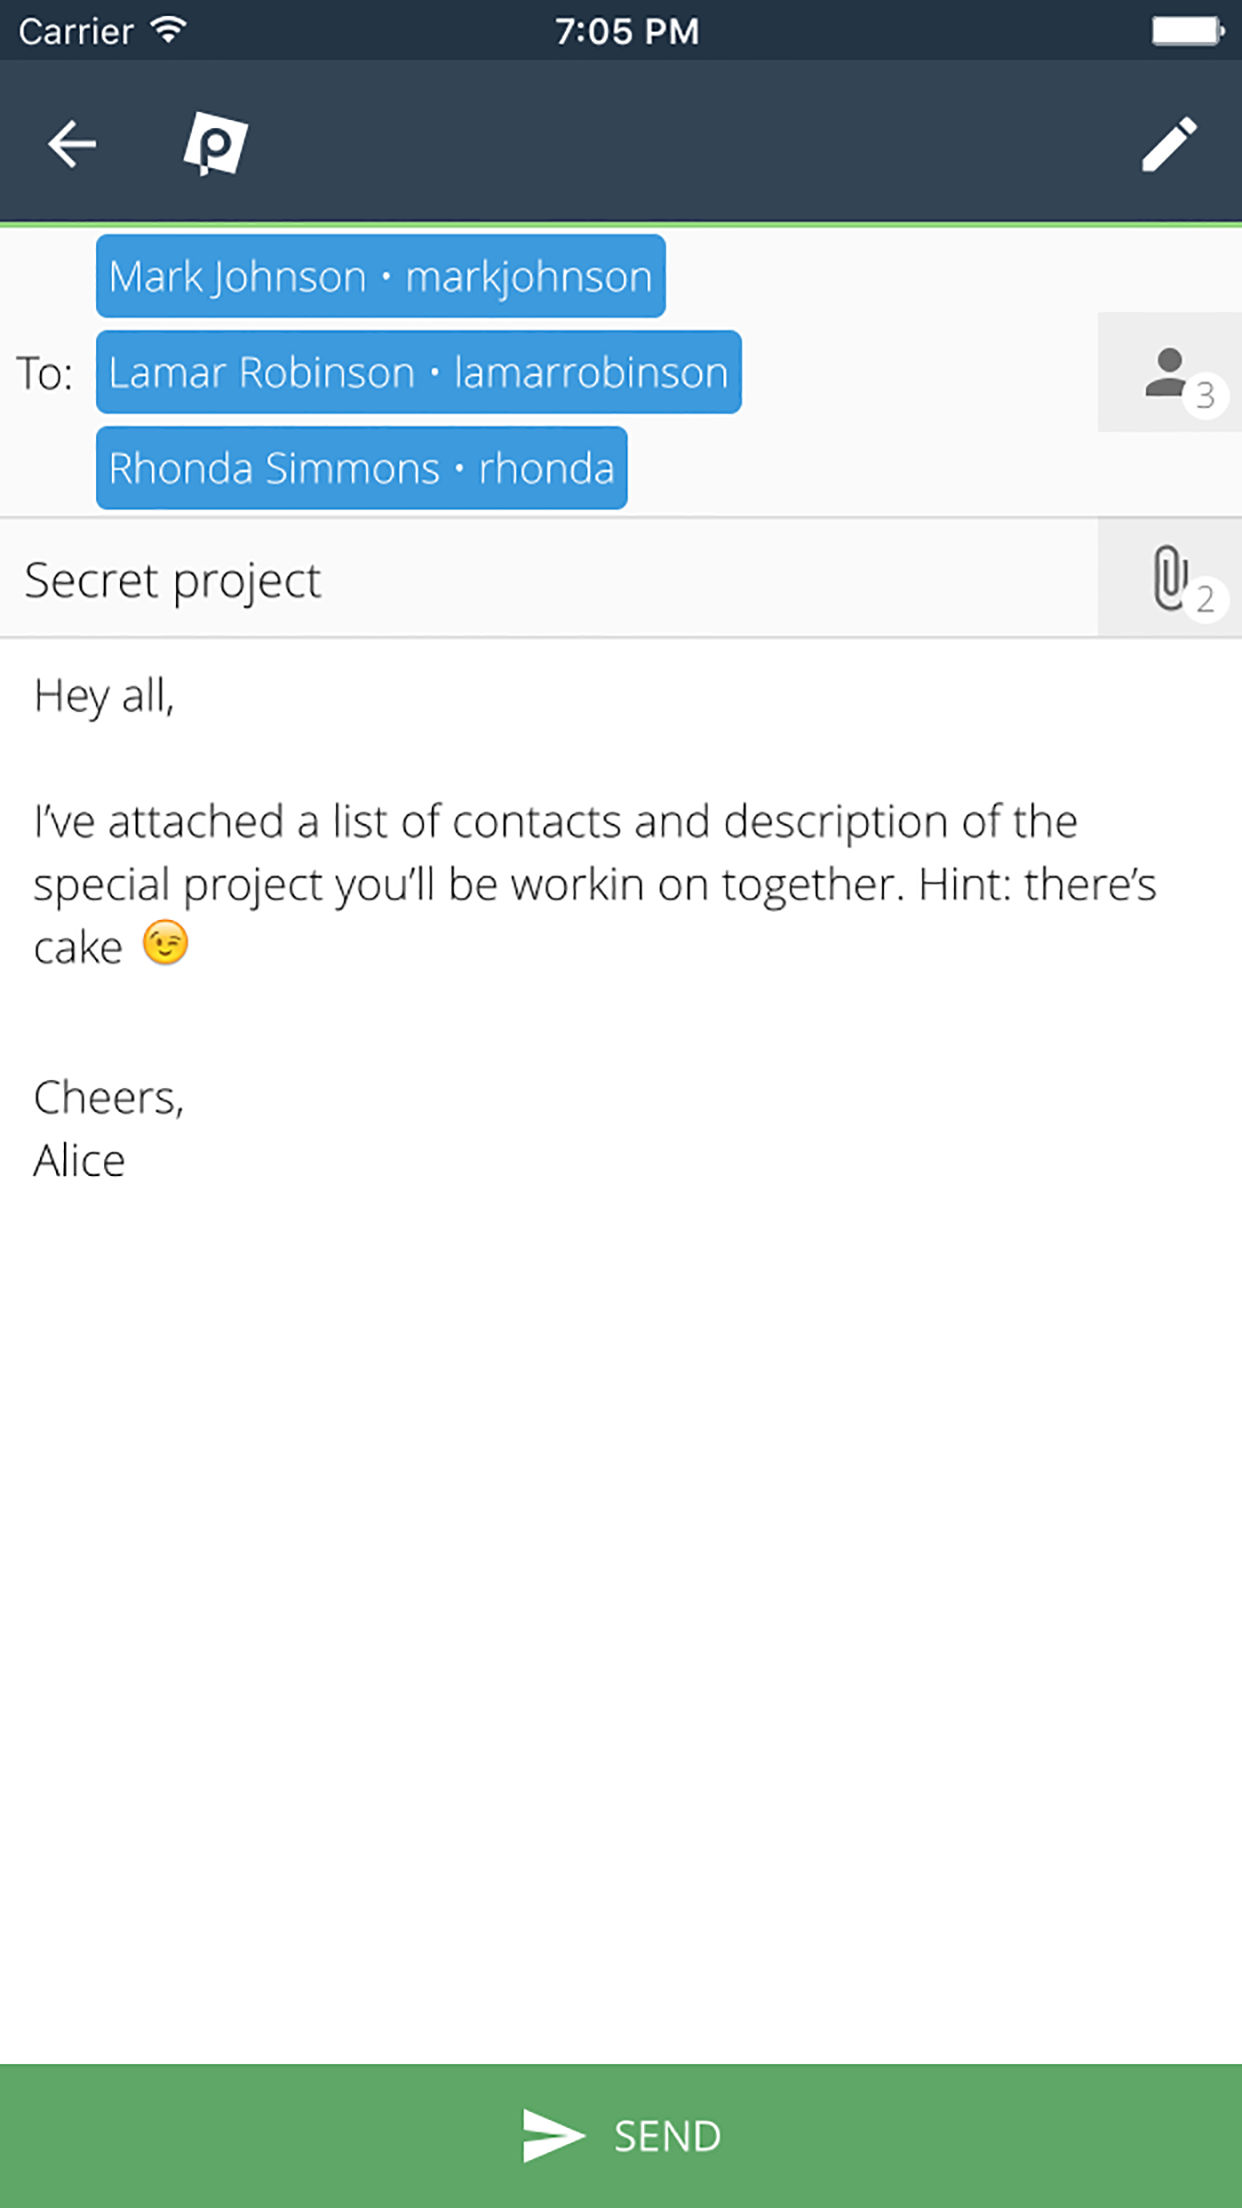 Carrier 7:05 PM
Mark Johnson • markjohnson
To: Lamar Robinson • lamarrobinson
3
Rhonda Simmons • rhonda
Secret project
2
Hey all,
I’ve attached a list of contacts and description of the
special project you’ll be workin on together. Hint: there’s
cake 😉
Cheers,
Alice
SEND